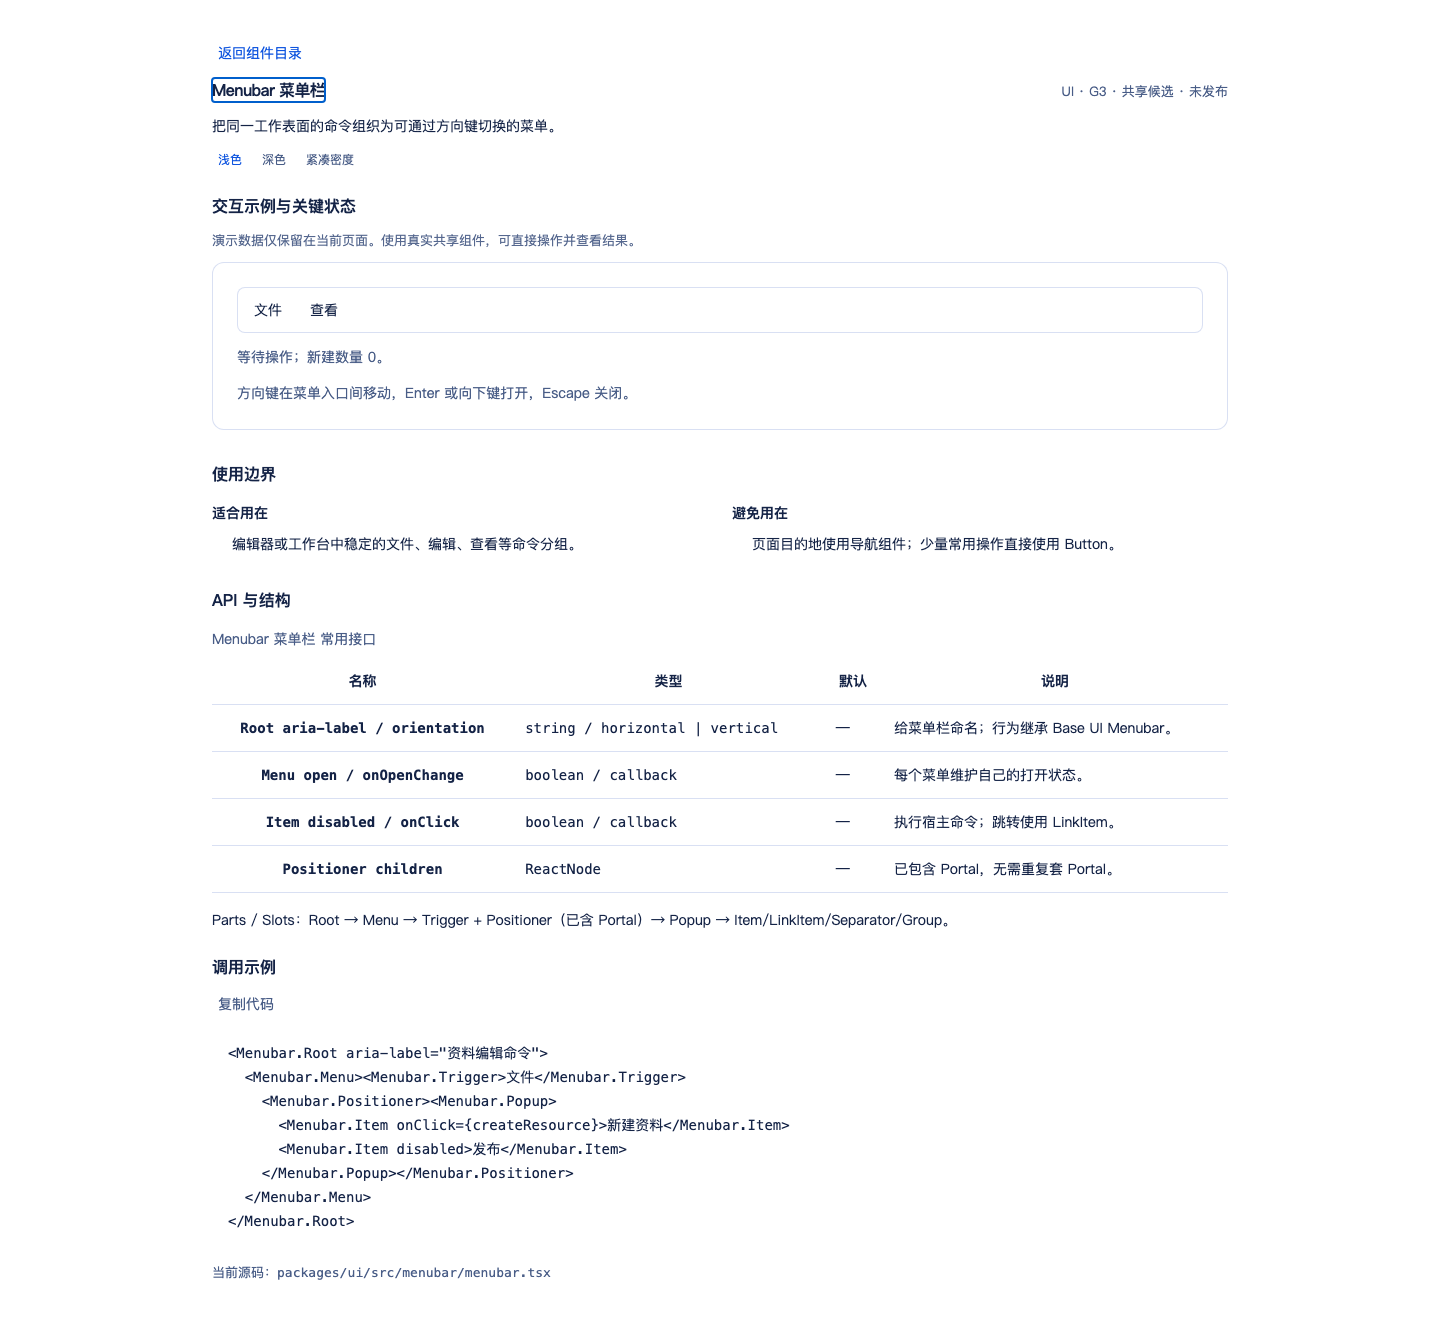 返回组件目录
Menubar 菜单栏
UI · G3 · 共享候选 · 未发布
把同一工作表面的命令组织为可通过方向键切换的菜单。
浅色 深色 紧凑密度
交互示例与关键状态
演示数据仅保留在当前页面。使用真实共享组件，可直接操作并查看结果。
文件 查看
等待操作；新建数量 0。
方向键在菜单入口间移动，Enter 或向下键打开，Escape 关闭。
使用边界
适合用在
编辑器或工作台中稳定的文件、编辑、查看等命令分组。
避免用在
页面目的地使用导航组件；少量常用操作直接使用 Button。
API 与结构
Menubar 菜单栏 常用接口
名称 类型 默认 说明
Root aria-label / orientation string / horizontal | vertical — 给菜单栏命名；行为继承 Base UI Menubar。
Menu open / onOpenChange boolean / callback — 每个菜单维护自己的打开状态。
Item disabled / onClick boolean / callback — 执行宿主命令；跳转使用 LinkItem。
Positioner children ReactNode — 已包含 Portal，无需重复套 Portal。
Parts / Slots：Root → Menu → Trigger + Positioner（已含 Portal）→ Popup → Item/LinkItem/Separator/Group。
调用示例
复制代码
<Menubar.Root aria-label="资料编辑命令">
  <Menubar.Menu><Menubar.Trigger>文件</Menubar.Trigger>
    <Menubar.Positioner><Menubar.Popup>
      <Menubar.Item onClick={createResource}>新建资料</Menubar.Item>
      <Menubar.Item disabled>发布</Menubar.Item>
    </Menubar.Popup></Menubar.Positioner>
  </Menubar.Menu>
</Menubar.Root>
当前源码：packages/ui/src/menubar/menubar.tsx